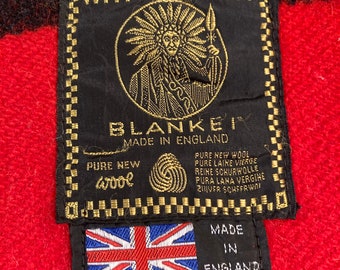 BLANKET
MADE IN ENGLAND
PURE NEW
wool
PURE NEW WOOL
PURE LAINE VIERGE
REINE SCHURWOLLE
PURA LANA VERGINE
ZUIVER SCHEERWOL
MADE
IN
ENGLAND